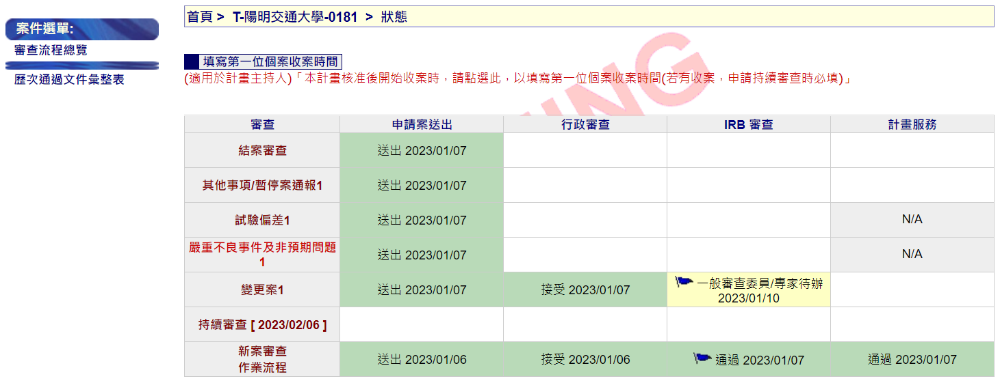 首頁 > T-陽明交通大學-0181 > 狀態
案件選單:
審查流程總覽
歷次通過文件彙整表
填寫第一位個案收案時間
(適用於計畫主持人)「本計畫核准後開始收案時，請點選此，以填寫第一位個案收案時間(若有收案，申請持續審查時必填)」
審查 申請案送出 行政審查 IRB 審查 計畫服務
結案審查 送出 2023/01/07
其他事項/暫停案通報1 送出 2023/01/07
試驗偏差1 送出 2023/01/07 N/A
嚴重不良事件及非預期問題
1 送出 2023/01/07 N/A
變更案1 送出 2023/01/07 接受 2023/01/07 一般審查委員/專家待辦
2023/01/10
持續審查 [ 2023/02/06 ]
新案審查
作業流程 送出 2023/01/06 接受 2023/01/06 通過 2023/01/07 通過 2023/01/07